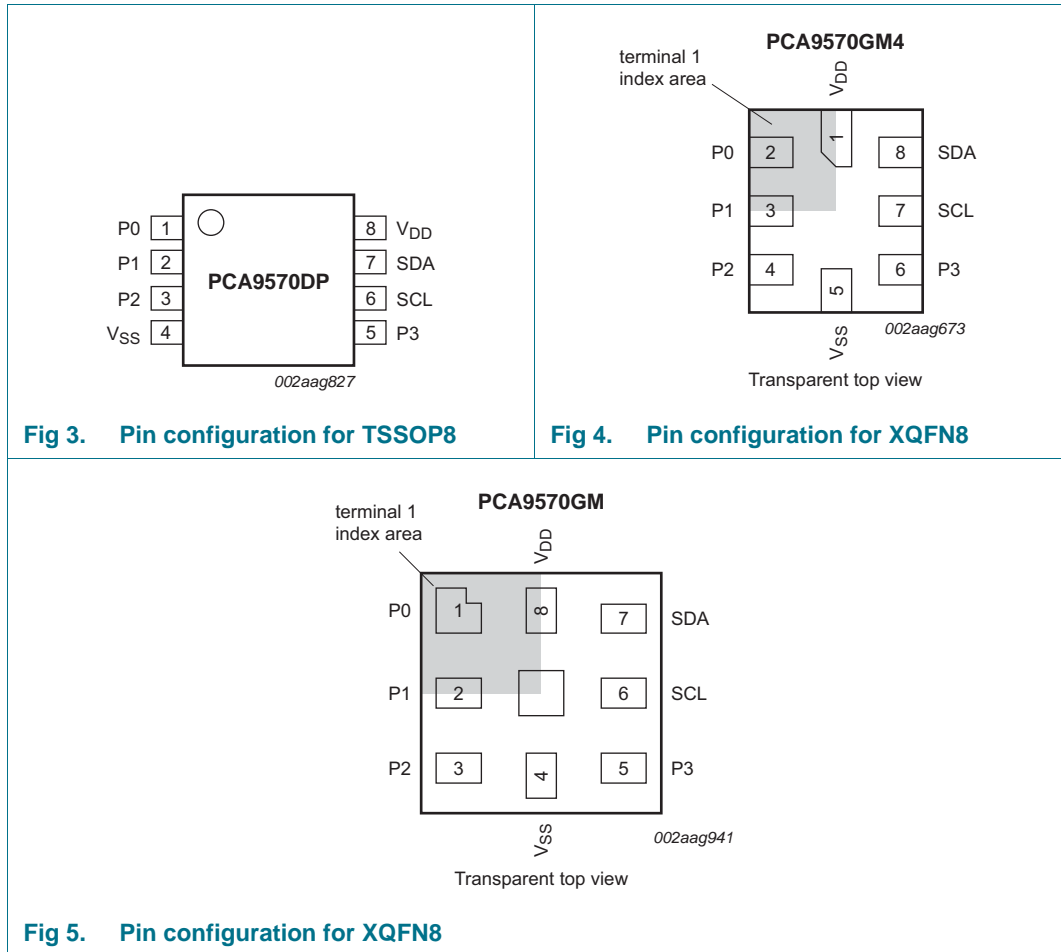 P0 1
P1 2
P2 3
VSS 4
PCA9570DP
8 VDD
7 SDA
6 SCL
5 P3
002aag827
Fig 3. Pin configuration for TSSOP8
PCA9570GM4
terminal 1
index area
VDD
1
P0 2
8 SDA
P1 3
7 SCL
P2 4
6 P3
5
VSS
002aag673
Transparent top view
Fig 4. Pin configuration for XQFN8
PCA9570GM
terminal 1
index area
VDD
P0 1
8
7 SDA
P1 2
6 SCL
P2 3
4
5 P3
VSS
002aag941
Transparent top view
Fig 5. Pin configuration for XQFN8